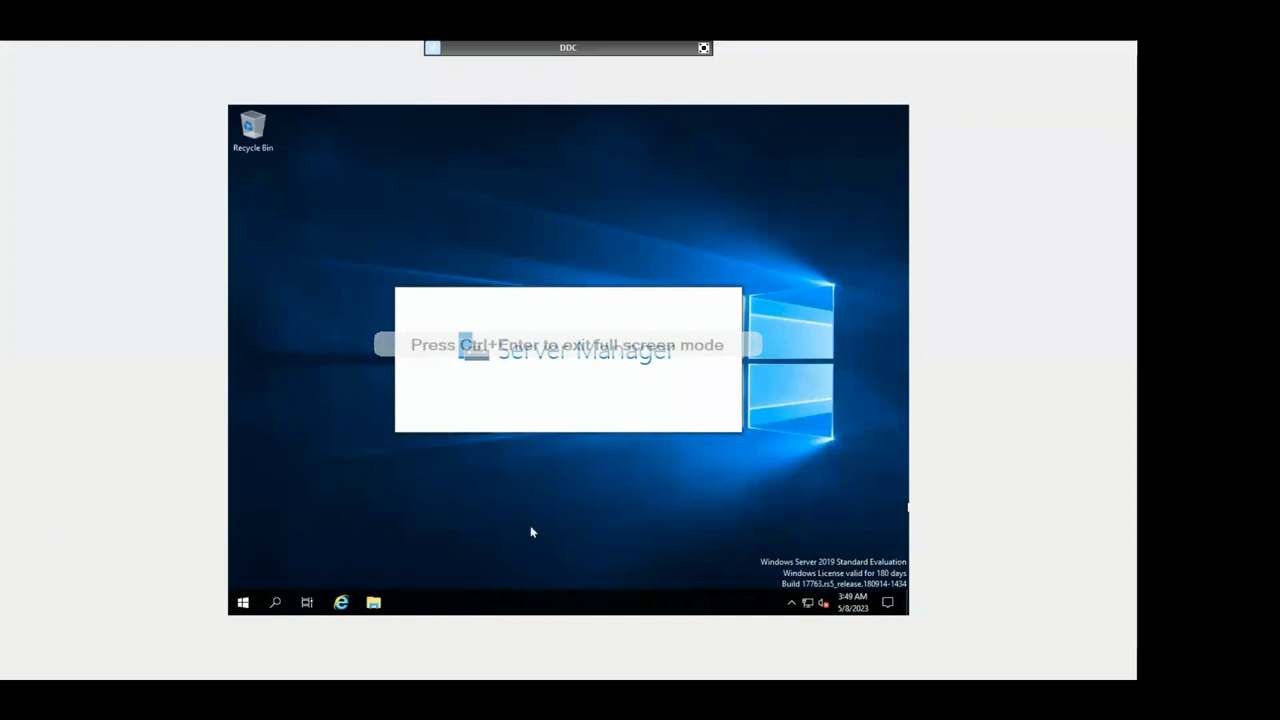 DDC
Recycle Bin
Press Ctrl+Enter to exit full screen mode
Server Manager
Windows Server 2019 Standard Evaluation
Windows License valid for 180 days
Build 17763.rs5_release.180914-1434
3:49 AM
5/8/2023